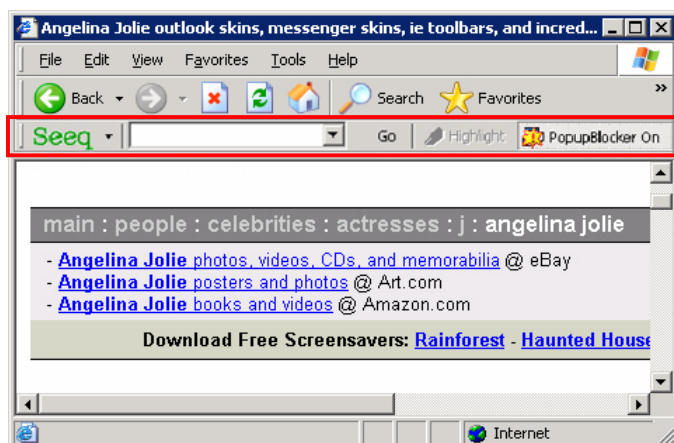 Angelina Jolie outlook skins, messenger skins, ie toolbars, and incred...
File Edit View Favorites Tools Help
Back Search Favorites »
Seeq Go Highlight PopupBlocker On
main : people : celebrities : actresses : j : angelina jolie
- Angelina Jolie photos, videos, CDs, and memorabilia @ eBay
- Angelina Jolie posters and photos @ Art.com
- Angelina Jolie books and videos @ Amazon.com
Download Free Screensavers: Rainforest - Haunted House
Internet